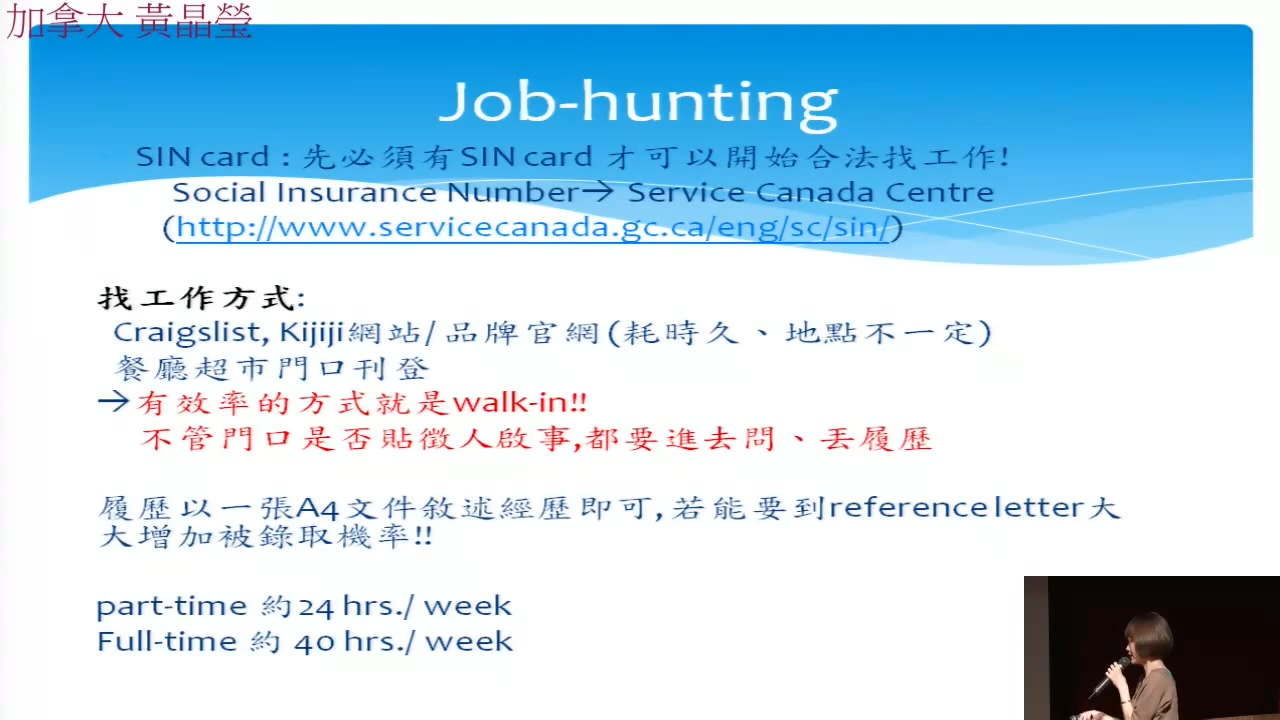 加拿大 黃晶瑩
Job-hunting
SIN card : 先必須有SIN card 才可以開始合法找工作!
Social Insurance Number→ Service Canada Centre
(http://www.servicecanada.gc.ca/eng/sc/sin/)
找工作方式:
Craigslist, Kijiji網站/ 品牌官網(耗時久、地點不一定)
餐廳超市門口刊登
→有效率的方式就是walk-in!!
不管門口是否貼徵人啟事,都要進去問、丟履歷
履歷以一張A4文件敘述經歷即可,若能要到reference letter大
大增加被錄取機率!!
part-time 約24 hrs./ week
Full-time 約 40 hrs./ week